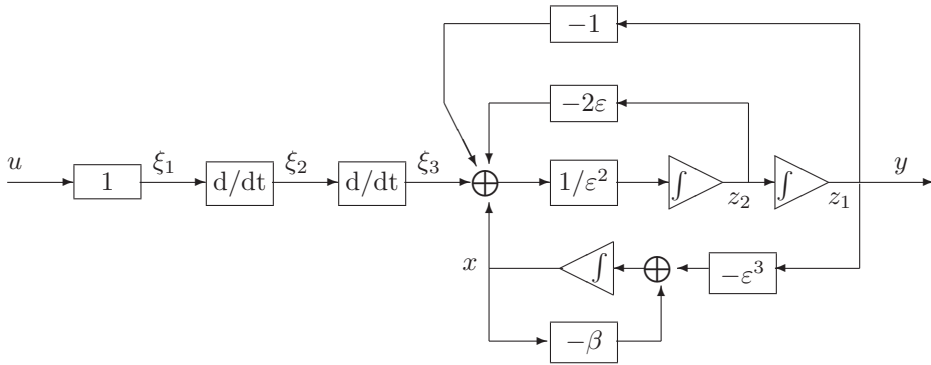 −1
−2ε
u
1
ξ₁
d/dt
ξ₂
d/dt
ξ₃
⊕
1/ε²
∫
z₂
∫
z₁
y
x
∫
⊕
−ε³
−β